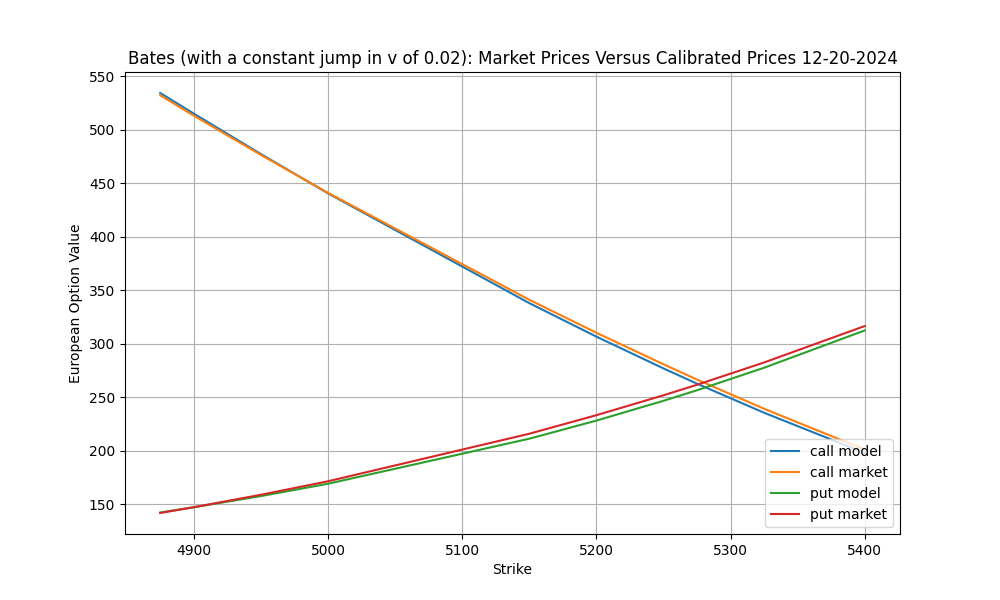 Bates (with a constant jump in v of 0.02): Market Prices Versus Calibrated Prices 12-20-2024
European Option Value
550
500
450
400
350
300
250
200
150
call model
call market
put model
put market
4900
5000
5100
5200
5300
5400
Strike